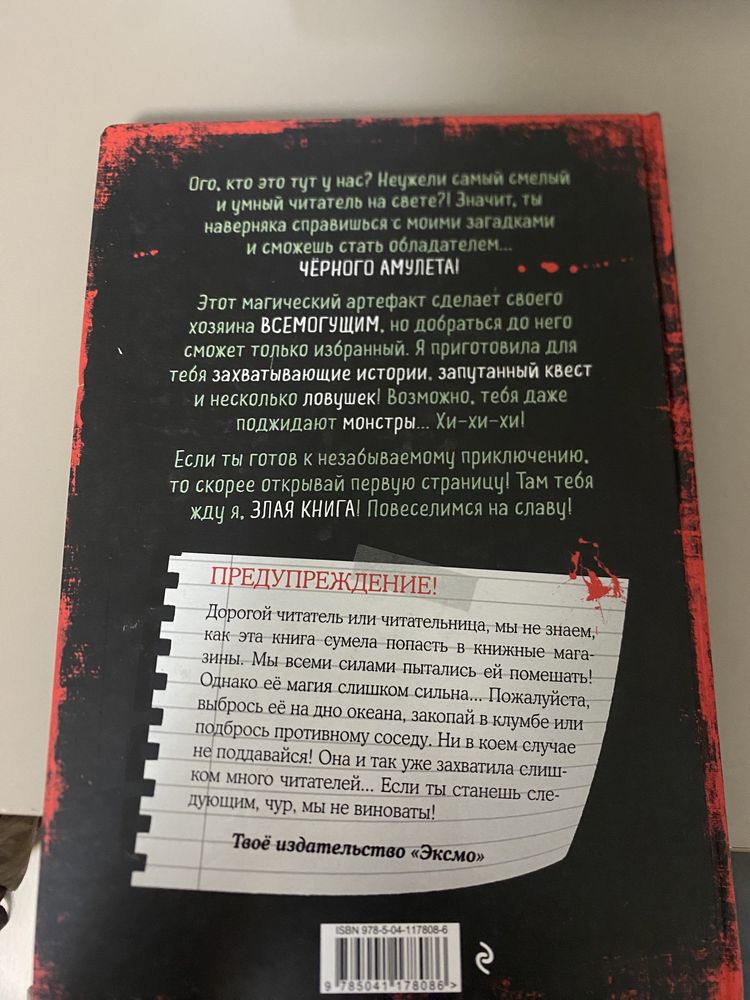 Ого, кто это тут у нас? Неужели самый смелый
и умный читатель на свете?! Значит, ты
наверняка справишься с моими загадками
и сможешь стать обладателем...
ЧЁРНОГО АМУЛЕТА!
Этот магический артефакт сделает своего
хозяина ВСЕМОГУЩИМ, но добраться до него
сможет только избранный. Я приготовила для
тебя захватывающие истории, запутанный квест
и несколько ловушек! Возможно, тебя даже
поджидают монстры... Хи-хи-хи!
Если ты готов к незабываемому приключению,
то скорее открывай первую страницу! Там тебя
жду я, ЗЛАЯ КНИГА! Повеселимся на славу!
ПРЕДУПРЕЖДЕНИЕ!
Дорогой читатель или читательница, мы не знаем,
как эта книга сумела попасть в книжные мага-
зины. Мы всеми силами пытались ей помешать!
Однако её магия слишком сильна... Пожалуйста,
выбрось её на дно океана, закопай в клумбе или
подбрось противному соседу. Ни в коем случае
не поддавайся! Она и так уже захватила слиш-
ком много читателей... Если ты станешь сле-
дующим, чур, мы не виноваты!
Твоё издательство «Эксмо»
ISBN 978-5-04-117808-6
9 785041 178086 >